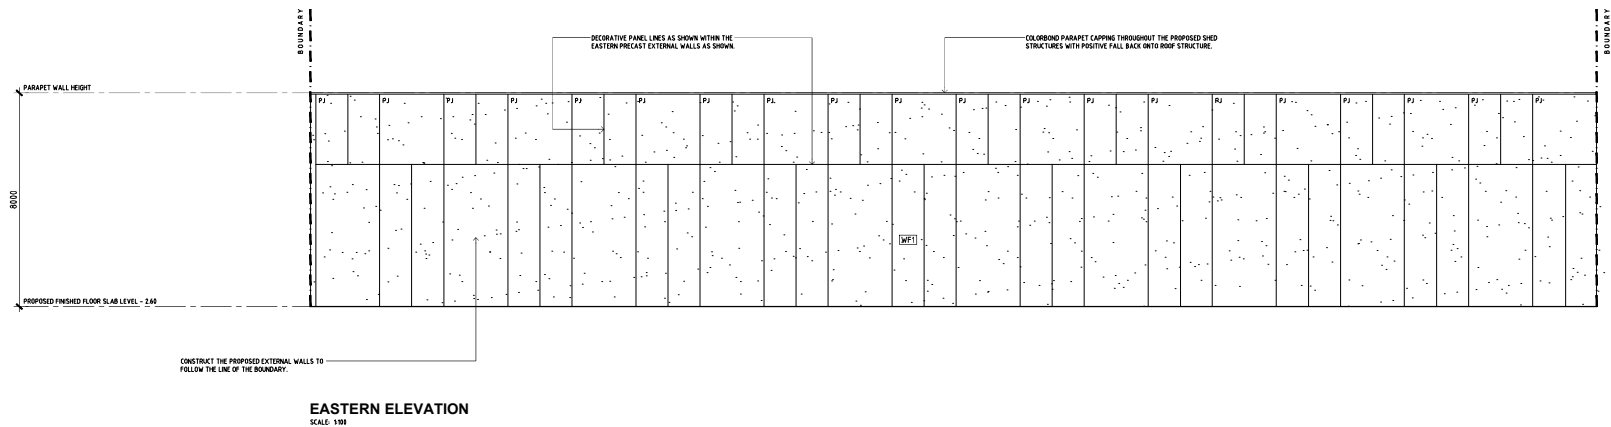 BOUNDARY
BOUNDARY
DECORATIVE PANEL LINES AS SHOWN WITHIN THE
EASTERN PRECAST EXTERNAL WALLS AS SHOWN.
COLORBOND PARAPET CAPPING THROUGHOUT THE PROPOSED SHED
STRUCTURES WITH POSITIVE FALL BACK ONTO ROOF STRUCTURE.
PARAPET WALL HEIGHT
PJ PJ PJ PJ PJ PJ PJ PJ PJ PJ PJ PJ PJ PJ PJ PJ PJ PJ PJ PJ
8000
WF1
PROPOSED FINISHED FLOOR SLAB LEVEL - 2.60
CONSTRUCT THE PROPOSED EXTERNAL WALLS TO
FOLLOW THE LINE OF THE BOUNDARY.
EASTERN ELEVATION
SCALE: 1:100